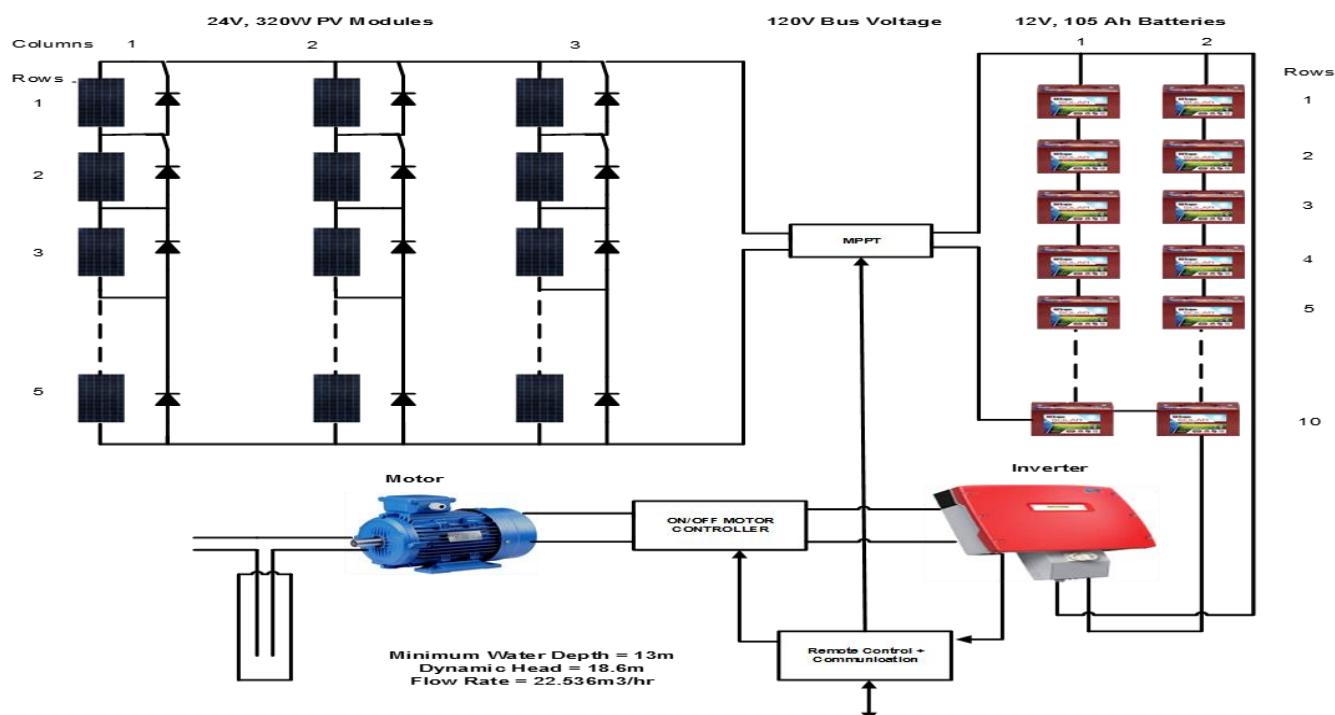 24V, 320W PV Modules
120V Bus Voltage
12V, 105 Ah Batteries
Columns 1 2 3
1 2
Rows
Rows
1
1
2
2
3
3
MPPT
4
5
5
10
Motor
Inverter
ON/OFF MOTOR
CONTROLLER
Minimum Water Depth = 13m
Dynamic Head = 18.6m
Flow Rate = 22.536m3/hr
Remote Control +
Communication